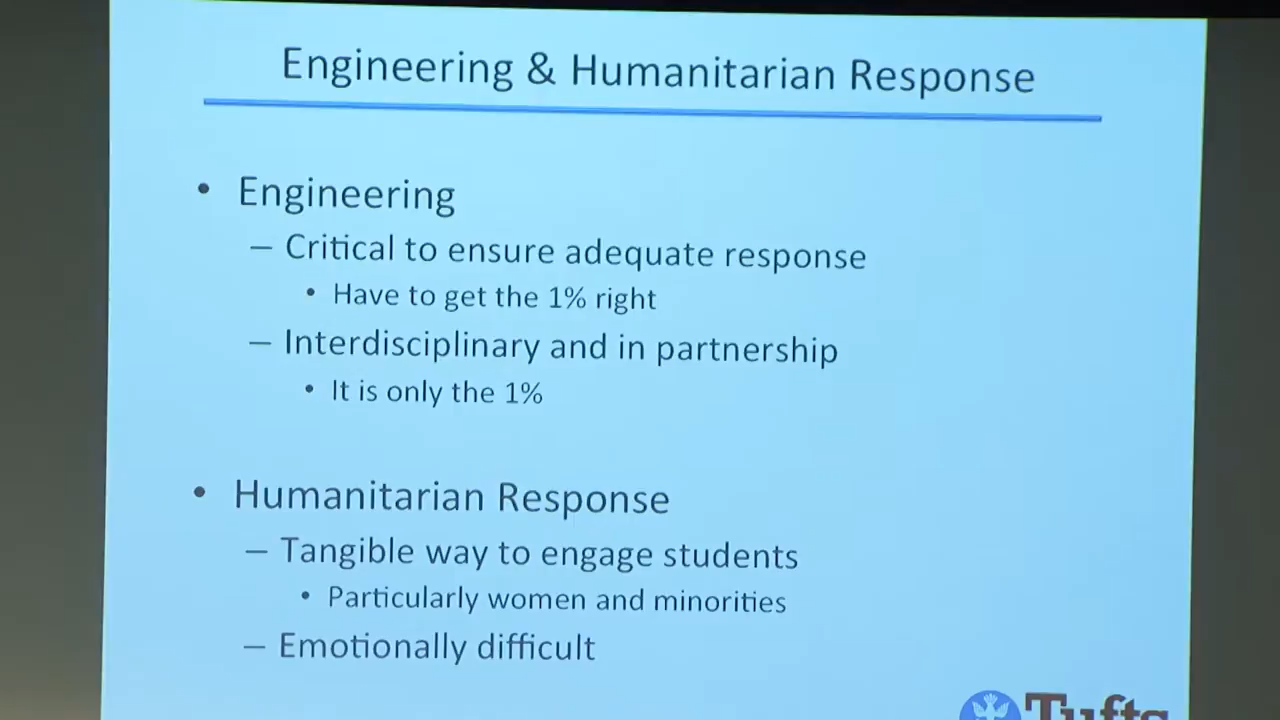 Engineering & Humanitarian Response
• Engineering
– Critical to ensure adequate response
• Have to get the 1% right
– Interdisciplinary and in partnership
• It is only the 1%
• Humanitarian Response
– Tangible way to engage students
• Particularly women and minorities
– Emotionally difficult
Tufts